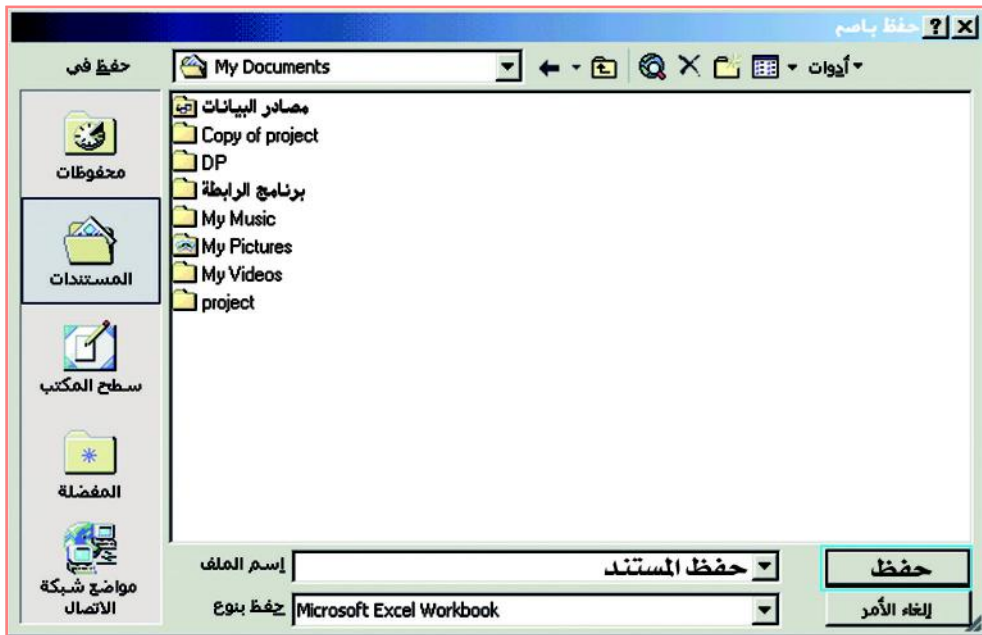 حفظ باسم
حفظ في
My Documents
أدوات
محفوظات
المستندات
سطح المكتب
المفضلة
مواضع شبكة
الاتصال
مصادر البيانات
Copy of project
DP
برنامج الرابطة
My Music
My Pictures
My Videos
project
إسم الملف
حفظ المستند
حفظ
حفظ بنوع
Microsoft Excel Workbook
إلغاء الأمر